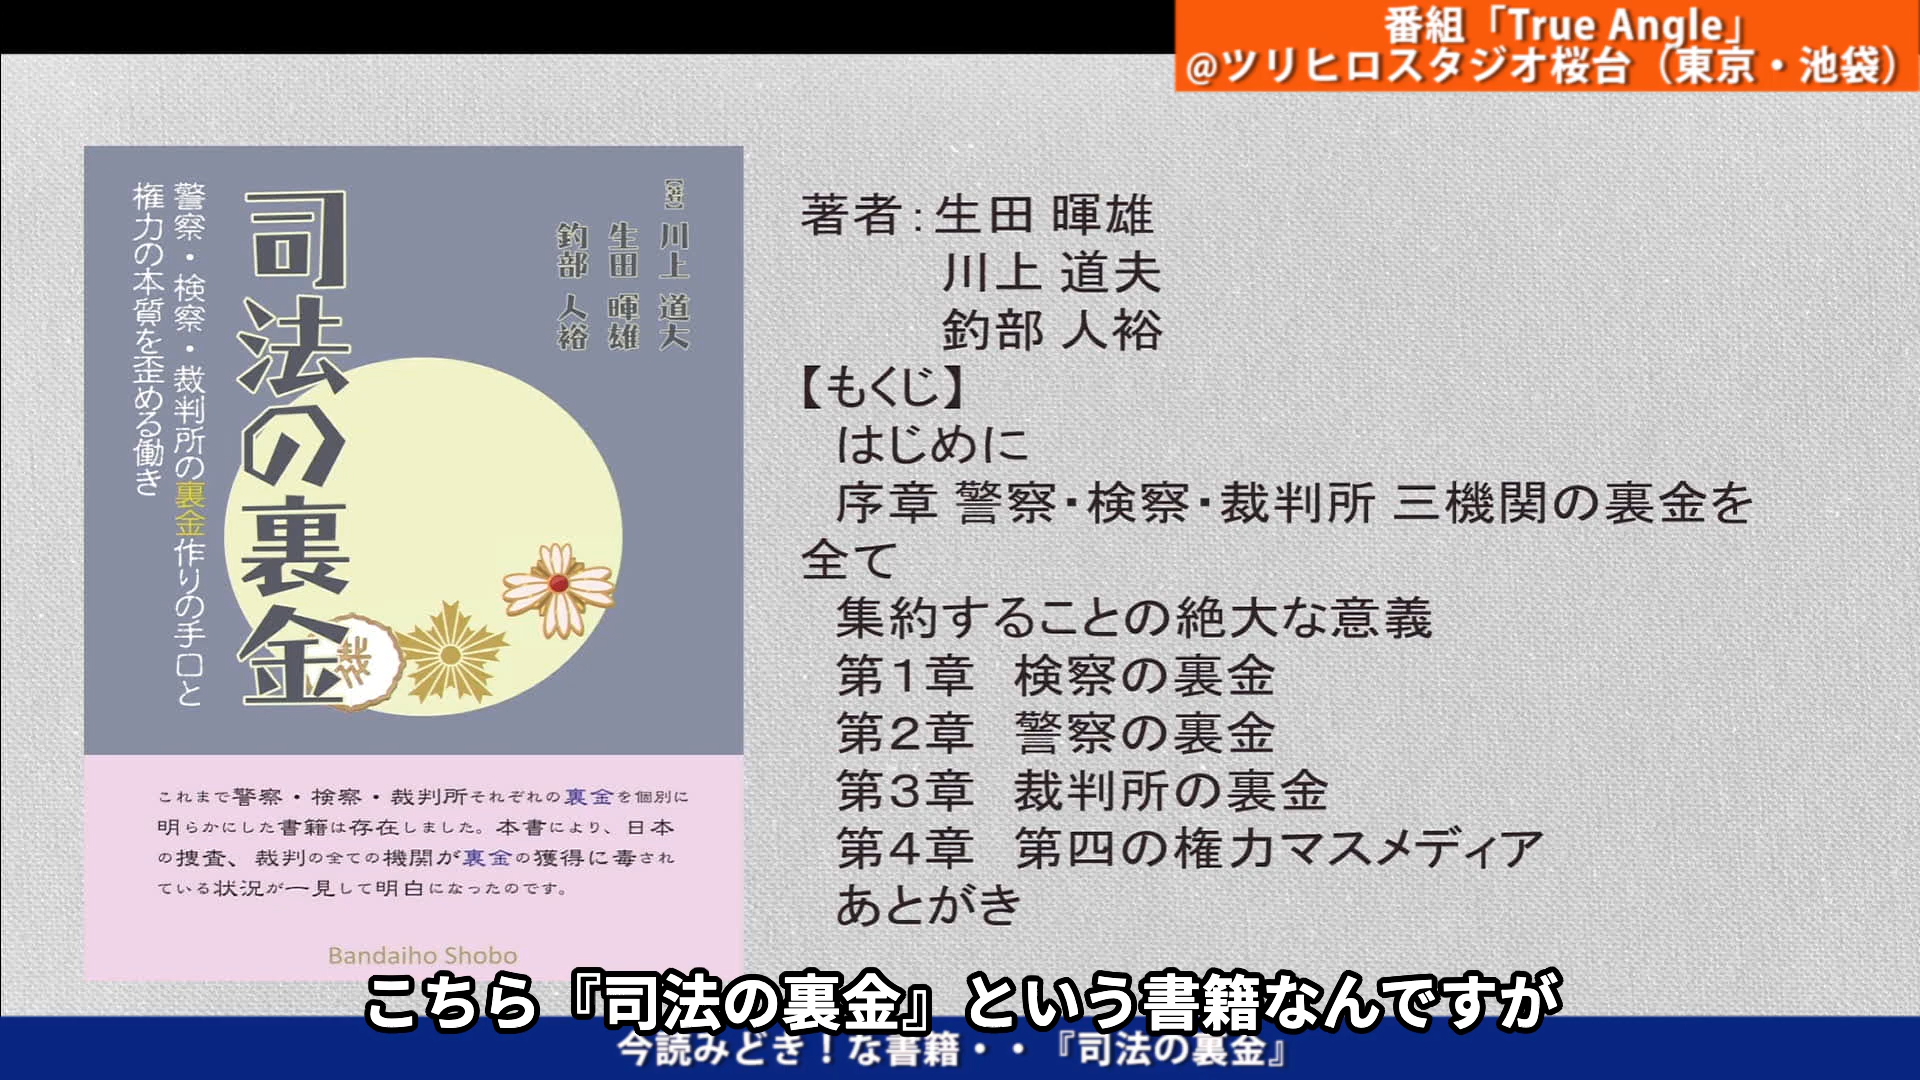 番組「True Angle」
@ツリヒロスタジオ桜台（東京・池袋）
【著】川上 道大
生田 暉雄
釣部 人裕
司法の裏金
警察・検察・裁判所の裏金作りの手口と
権力の本質を歪める働き
裁
これまで警察・検察・裁判所それぞれの裏金を個別に
明らかにした書籍は存在しました。本書により、日本
の捜査、裁判の全ての機関が裏金の獲得に毒され
ている状況が一見して明白になったのです。
Bandaiho Shobo
著者：生田 暉雄
川上 道夫
釣部 人裕
【もくじ】
はじめに
序章 警察・検察・裁判所 三機関の裏金を
全て
集約することの絶大な意義
第１章　検察の裏金
第２章　警察の裏金
第３章　裁判所の裏金
第４章　第四の権力マスメディア
あとがき
こちら『司法の裏金』という書籍なんですが
今読みどき！な書籍・・『司法の裏金』